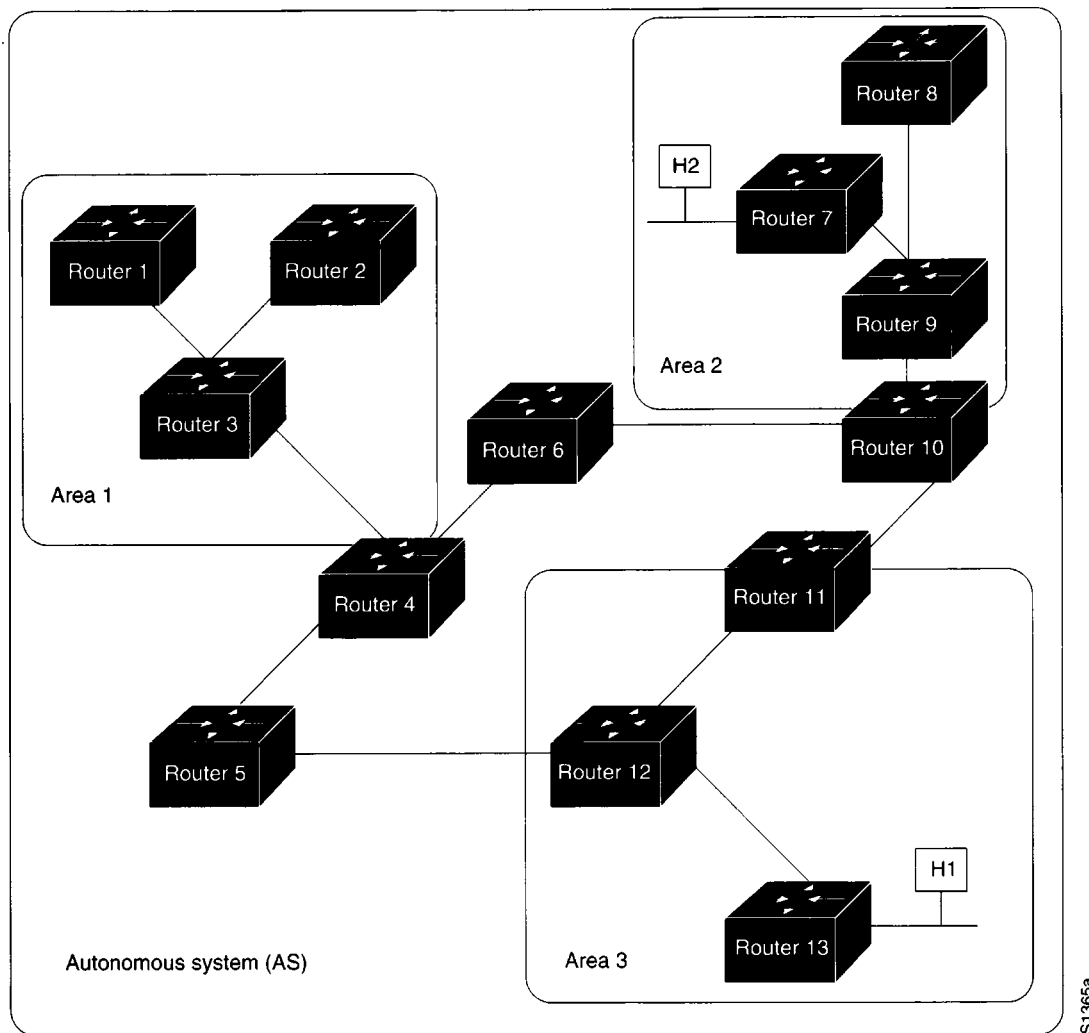 Router 8
H2
Router 7
Router 1
Router 2
Router 9
Area 2
Router 3
Router 6
Router 10
Area 1
Router 4
Router 11
Router 5
Router 12
H1
Router 13
Autonomous system (AS)
Area 3
S1365a